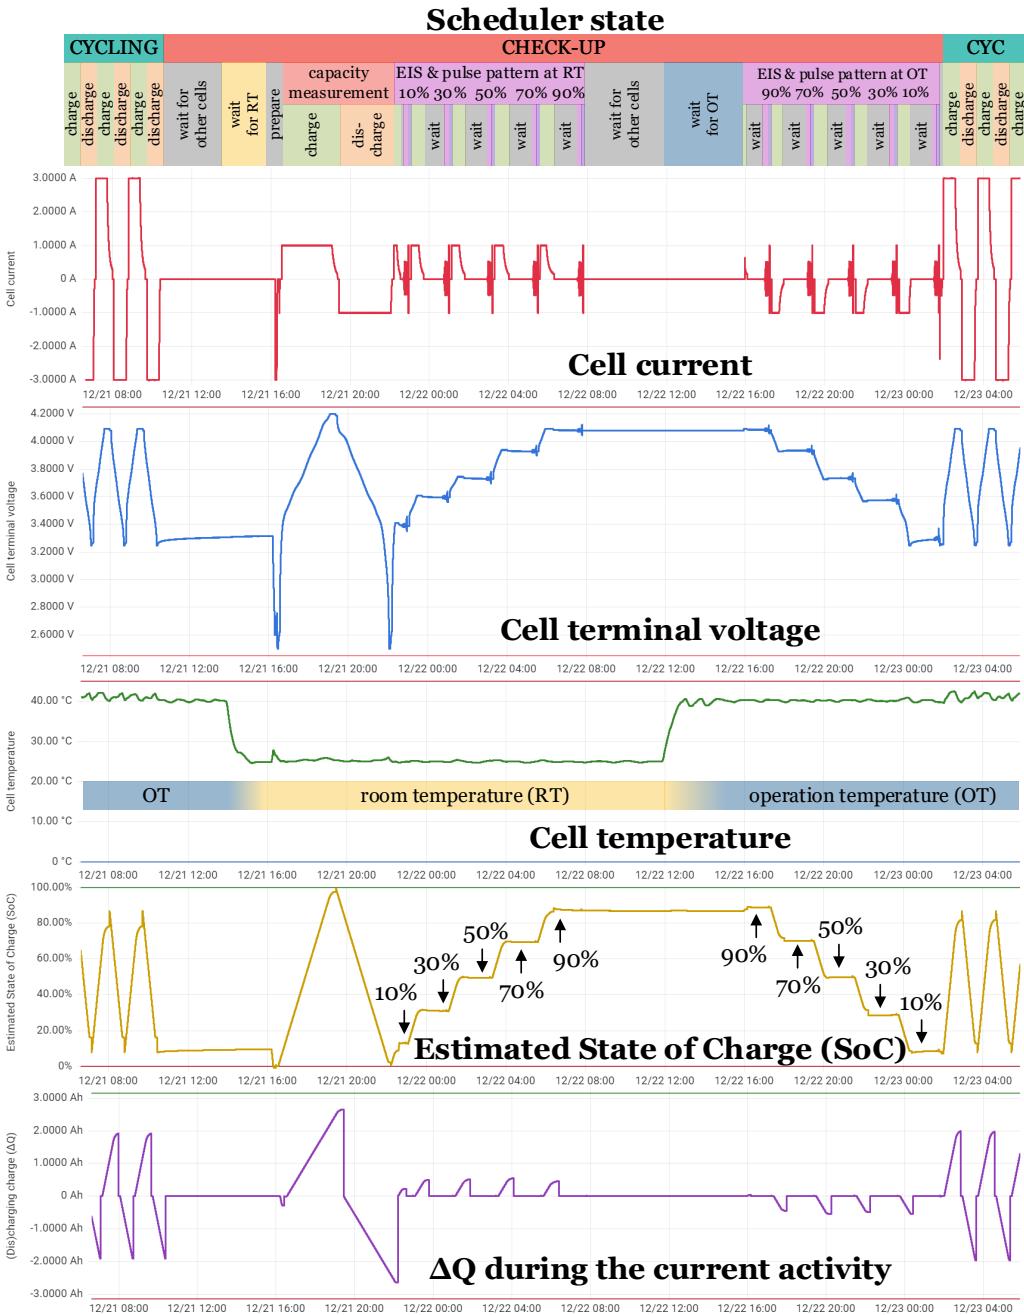 Scheduler state
CYCLING
CHECK-UP
CYC
charge
discharge
charge
discharge
charge
discharge
wait for
other cells
wait
for RT
prepare
capacity
measurement
charge
dis-
charge
EIS & pulse pattern at RT
10% 30% 50% 70% 90%
wait
wait
wait
wait
wait for
other cells
wait
for OT
EIS & pulse pattern at OT
90% 70% 50% 30% 10%
wait
wait
wait
wait
wait
charge
discharge
charge
discharge
charge
3.0000 A
2.0000 A
1.0000 A
0 A
-1.0000 A
-2.0000 A
-3.0000 A
Cell current
Cell current
12/21 08:00 12/21 12:00 12/21 16:00 12/21 20:00 12/22 00:00 12/22 04:00 12/22 08:00 12/22 12:00 12/22 16:00 12/22 20:00 12/23 00:00 12/23 04:00
4.2000 V
4.0000 V
3.8000 V
3.6000 V
3.4000 V
3.2000 V
3.0000 V
2.8000 V
2.6000 V
Cell terminal voltage
Cell terminal voltage
12/21 08:00 12/21 12:00 12/21 16:00 12/21 20:00 12/22 00:00 12/22 04:00 12/22 08:00 12/22 12:00 12/22 16:00 12/22 20:00 12/23 00:00 12/23 04:00
40.00 °C
30.00 °C
20.00 °C
10.00 °C
0 °C
Cell temperature
OT
room temperature (RT)
operation temperature (OT)
Cell temperature
12/21 08:00 12/21 12:00 12/21 16:00 12/21 20:00 12/22 00:00 12/22 04:00 12/22 08:00 12/22 12:00 12/22 16:00 12/22 20:00 12/23 00:00 12/23 04:00
100.00%
80.00%
60.00%
40.00%
20.00%
0%
Estimated State of Charge (SoC)
10%
30%
50%
70%
90%
90%
70%
50%
30%
10%
Estimated State of Charge (SoC)
12/21 08:00 12/21 12:00 12/21 16:00 12/21 20:00 12/22 00:00 12/22 04:00 12/22 08:00 12/22 12:00 12/22 16:00 12/22 20:00 12/23 00:00 12/23 04:00
3.0000 Ah
2.0000 Ah
1.0000 Ah
0 Ah
-1.0000 Ah
-2.0000 Ah
-3.0000 Ah
(Dis)charging charge (ΔQ)
ΔQ during the current activity
12/21 08:00 12/21 12:00 12/21 16:00 12/21 20:00 12/22 00:00 12/22 04:00 12/22 08:00 12/22 12:00 12/22 16:00 12/22 20:00 12/23 00:00 12/23 04:00